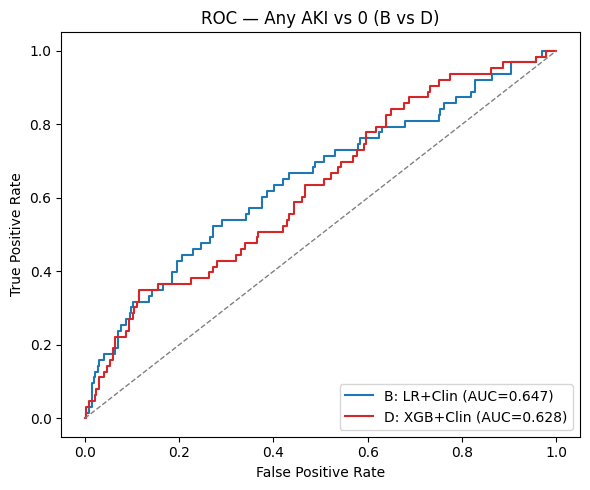 ROC — Any AKI vs 0 (B vs D)
True Positive Rate
1.0
0.8
0.6
0.4
0.2
0.0
B: LR+Clin (AUC=0.647)
D: XGB+Clin (AUC=0.628)
0.0 0.2 0.4 0.6 0.8 1.0
False Positive Rate